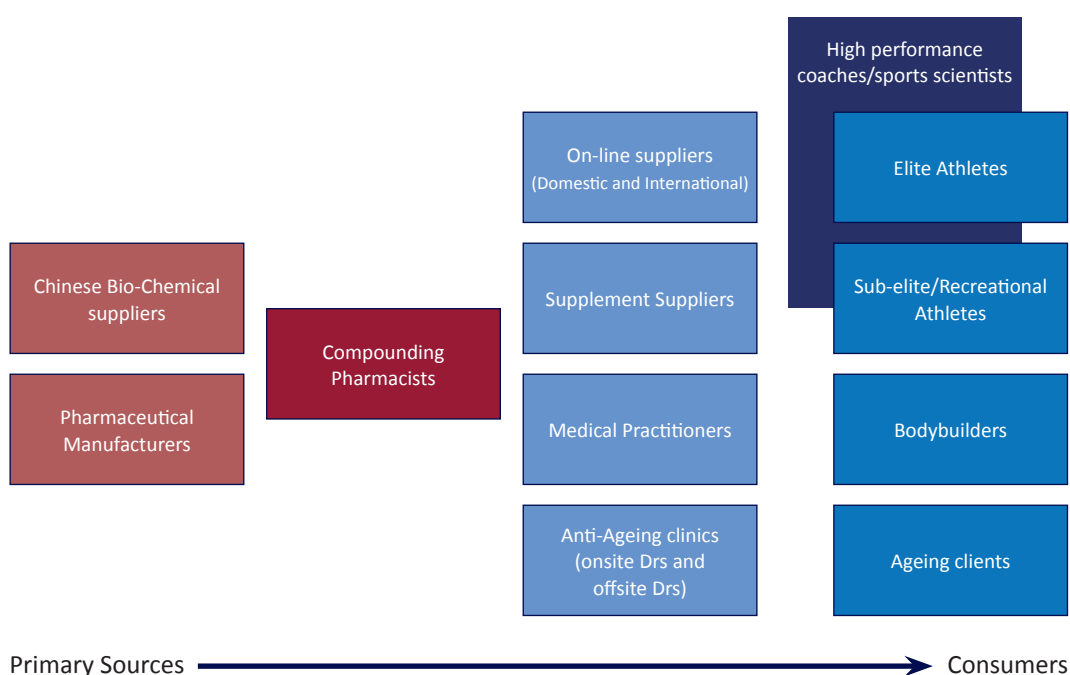 High performance
coaches/sports scientists
On-line suppliers
(Domestic and International)
Elite Athletes
Chinese Bio-Chemical
suppliers
Supplement Suppliers
Sub-elite/Recreational
Athletes
Compounding
Pharmacists
Pharmaceutical
Manufacturers
Medical Practitioners
Bodybuilders
Anti-Ageing clinics
(onsite Drs and
offsite Drs)
Ageing clients
Primary Sources
Consumers